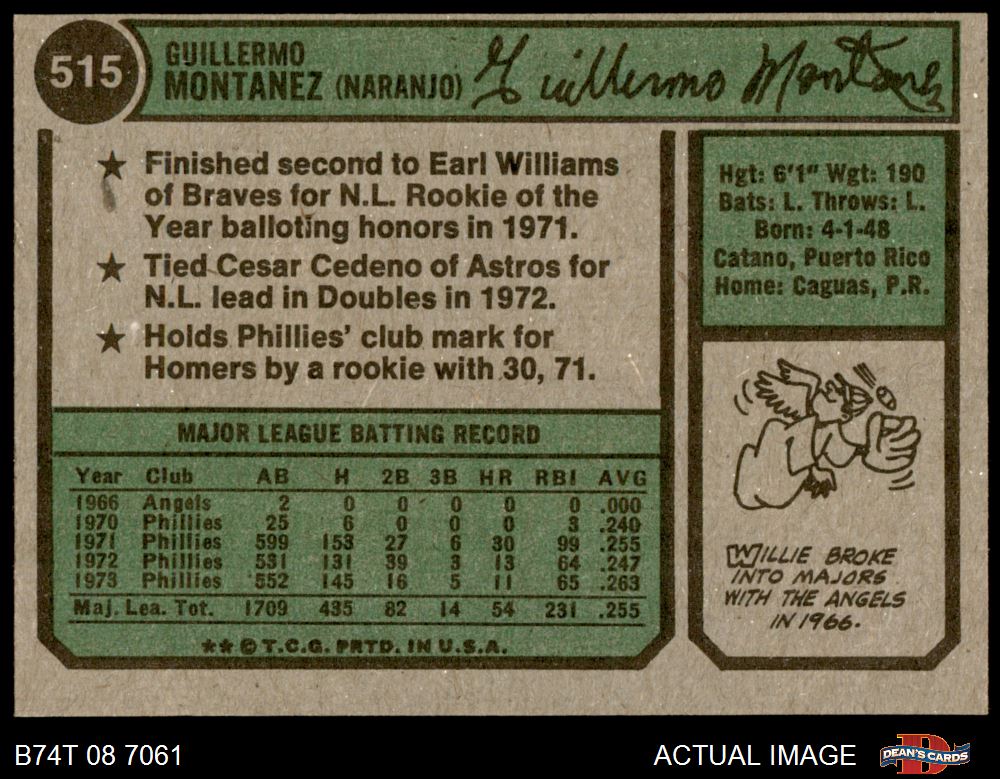 515
GUILLERMO
MONTANEZ (NARANJO)
Guillermo Montanez
★ Finished second to Earl Williams
of Braves for N.L. Rookie of the
Year balloting honors in 1971.
★ Tied Cesar Cedeno of Astros for
N.L. lead in Doubles in 1972.
★ Holds Phillies' club mark for
Homers by a rookie with 30, 71.
Hgt: 6'1" Wgt: 190
Bats: L. Throws: L.
Born: 4-1-48
Catano, Puerto Rico
Home: Caguas, P.R.
MAJOR LEAGUE BATTING RECORD
Year Club AB H 2B 3B HR RBI AVG
1966 Angels 2 0 0 0 0 0 .000
1970 Phillies 25 6 0 0 0 3 .240
1971 Phillies 599 153 27 6 30 99 .255
1972 Phillies 531 131 39 3 13 64 .247
1973 Phillies 552 145 16 5 11 65 .263
Maj. Lea. Tot. 1709 435 82 14 54 231 .255
**©T.C.G. PRTD. IN U.S.A.
WILLIE BROKE
INTO MAJORS
WITH THE ANGELS
IN 1966.
B74T 08 7061
ACTUAL IMAGE
DEAN'S CARDS